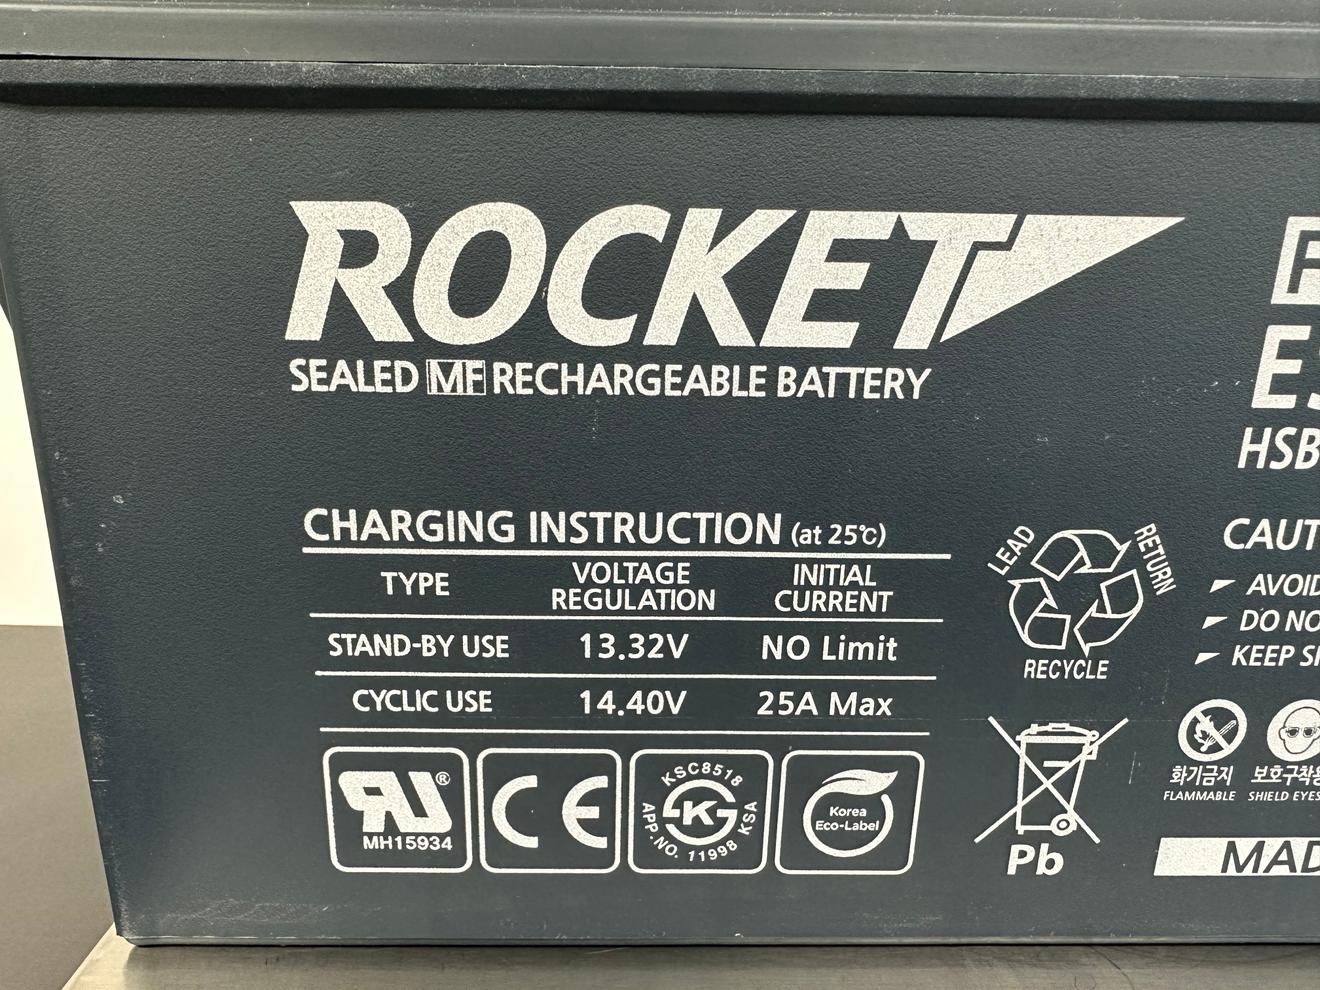 ROCKET
SEALED MF RECHARGEABLE BATTERY
HSB
CHARGING INSTRUCTION (at 25℃)
TYPE VOLTAGE REGULATION INITIAL CURRENT
STAND-BY USE 13.32V NO Limit
CYCLIC USE 14.40V 25A Max
LEAD
RETURN
RECYCLE
AVOID
DO NO
KEEP
RU®
MH15934
CE
KSC8518
K
APP.NO. 11998 KSA
Korea
Eco-Label
Pb
화기금지
FLAMMABLE
보호구착용
SHIELD EYES